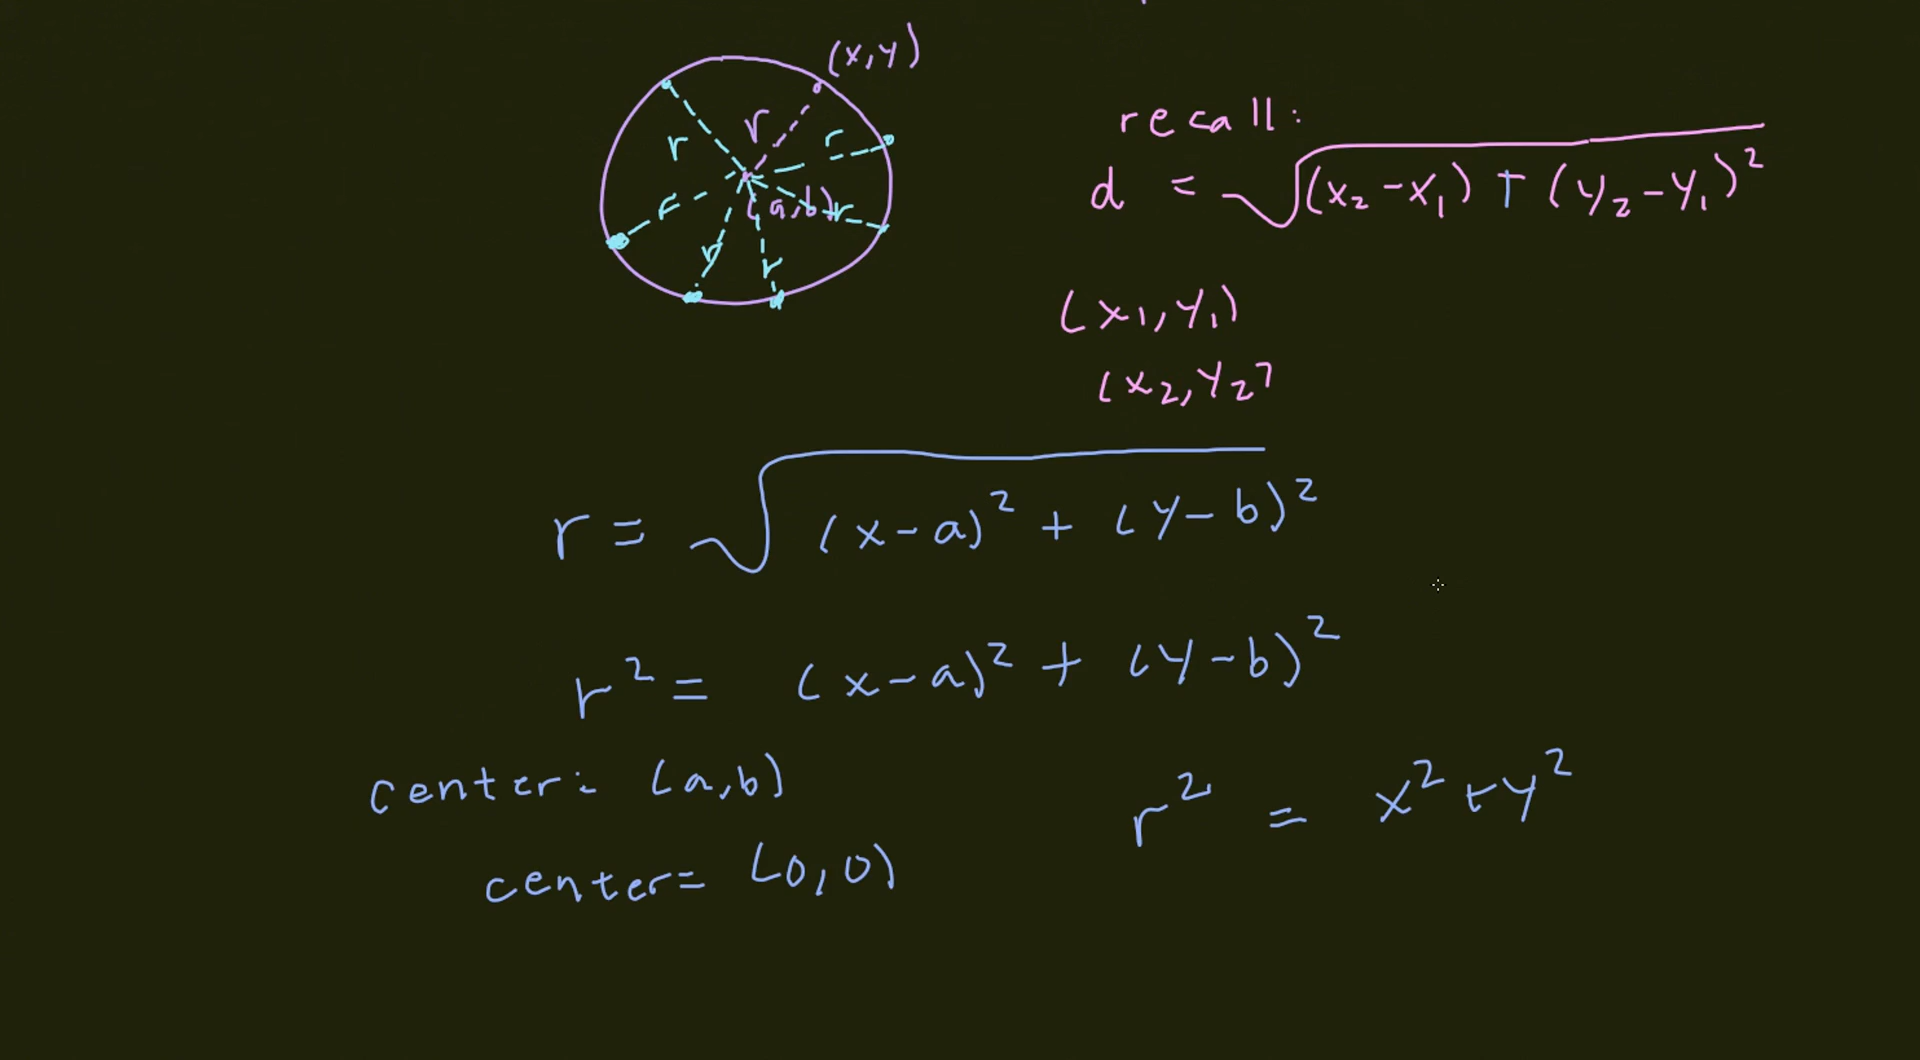 (x,y)
r r r
r (a,b) r
r r
recall:
d = √(x₂-x₁) + (y₂-y₁)²
(x₁,y₁)
(x₂,y₂)
r = √(x-a)² + (y-b)²
r² = (x-a)² + (y-b)²
center: (a,b)
r² = x²+y²
center= (0,0)